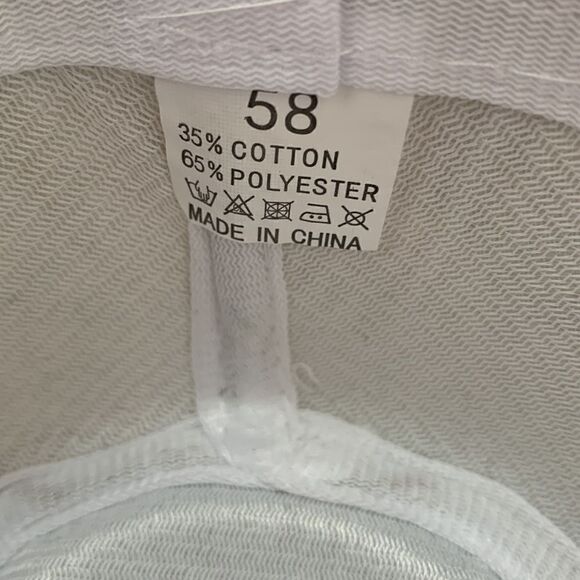 58
35% COTTON
65% POLYESTER
MADE IN CHINA